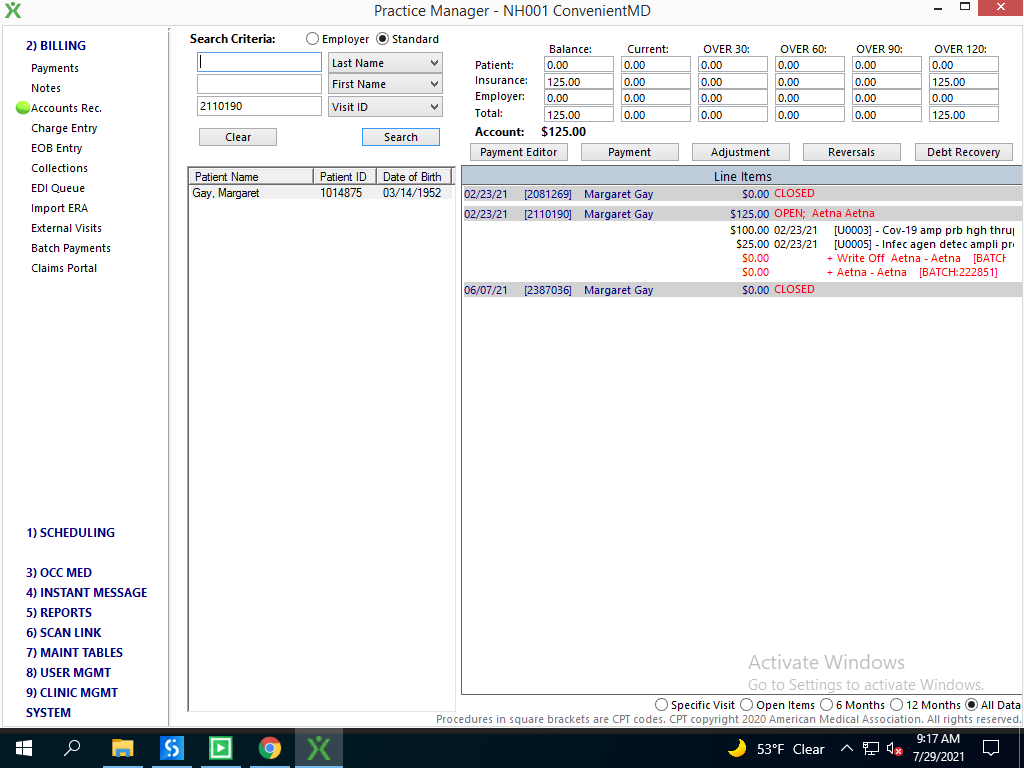 Practice Manager - NH001 ConvenientMD
2) BILLING
Payments
Notes
Accounts Rec.
Charge Entry
EOB Entry
Collections
EDI Queue
Import ERA
External Visits
Batch Payments
Claims Portal
1) SCHEDULING
3) OCC MED
4) INSTANT MESSAGE
5) REPORTS
6) SCAN LINK
7) MAINT TABLES
8) USER MGMT
9) CLINIC MGMT
SYSTEM
Search Criteria: Employer Standard
Last Name
First Name
2110190 Visit ID
Clear Search
Patient Name Patient ID Date of Birth
Gay, Margaret 1014875 03/14/1952
Balance: Current: OVER 30: OVER 60: OVER 90: OVER 120:
Patient: 0.00 0.00 0.00 0.00 0.00 0.00
Insurance: 125.00 0.00 0.00 0.00 0.00 125.00
Employer: 0.00 0.00 0.00 0.00 0.00 0.00
Total: 125.00 0.00 0.00 0.00 0.00 125.00
Account: $125.00
Payment Editor Payment Adjustment Reversals Debt Recovery
Line Items
02/23/21 [2081269] Margaret Gay $0.00 CLOSED
02/23/21 [2110190] Margaret Gay $125.00 OPEN; Aetna Aetna
$100.00 02/23/21 [U0003] - Cov-19 amp prb hgh thrup
$25.00 02/23/21 [U0005] - Infec agen detec ampli pro
$0.00 + Write Off Aetna - Aetna [BATCH
$0.00 + Aetna - Aetna [BATCH:222851]
06/07/21 [2387036] Margaret Gay $0.00 CLOSED
Activate Windows
Go to Settings to activate Windows.
Specific Visit Open Items 6 Months 12 Months All Data
Procedures in square brackets are CPT codes. CPT copyright 2020 American Medical Association. All rights reserved.
53°F Clear
9:17 AM
7/29/2021